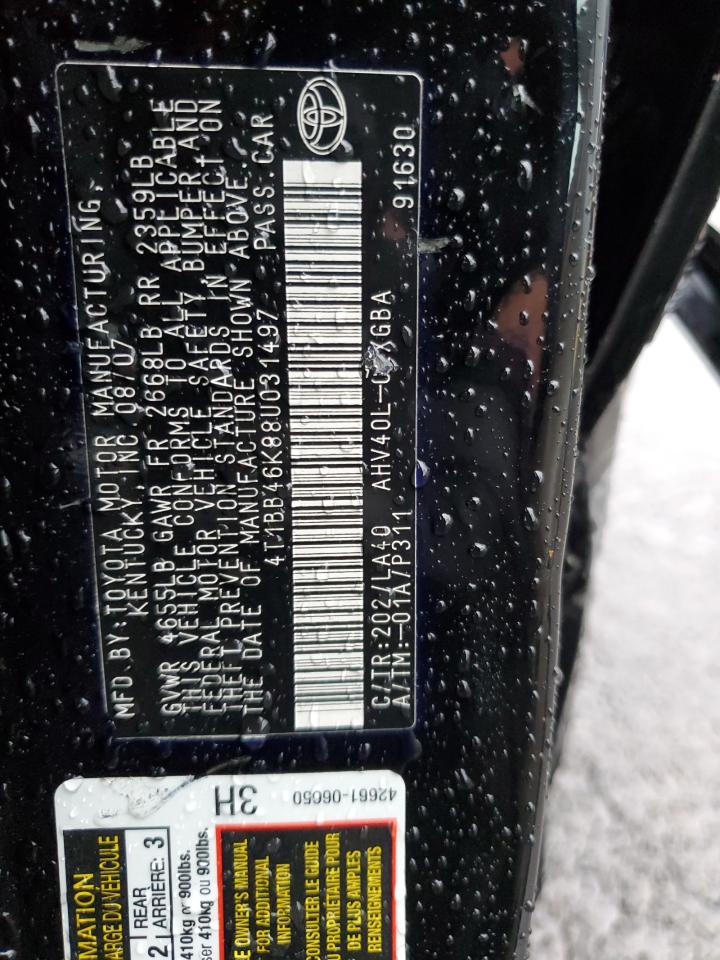 MFD.BY:TOYOTA MOTOR MANUFACTURING,
KENTUCKY, INC 08/07
GVWR 4655LB GAWR FR 2668LB RR 2359LB
THIS VEHICLE CONFORMS TO ALL APPLICABLE
FEDERAL MOTOR VEHICLE SAFETY, BUMPER AND
THEFT PREVENTION STANDARDS IN EFFECT ON
THE DATE OF MANUFACTURE SHOWN ABOVE.
4T1BB46K88U031497 PASS.CAR
C/TR:202/LA40
A/TM:-01A/P311 91630
3H
42661-06050
MATION
ARGE DU VÉHICULE
2 REAR
ARRIÈRE: 3
410kg or 900lbs.
ser 410kg ou 900lbs.
E OWNER'S MANUAL
FOR ADDITIONAL
INFORMATION
CONSULTER LE GUIDE
DU PROPRIÉTAIRE POUR
DE PLUS AMPLES
RENSEIGNEMENTS